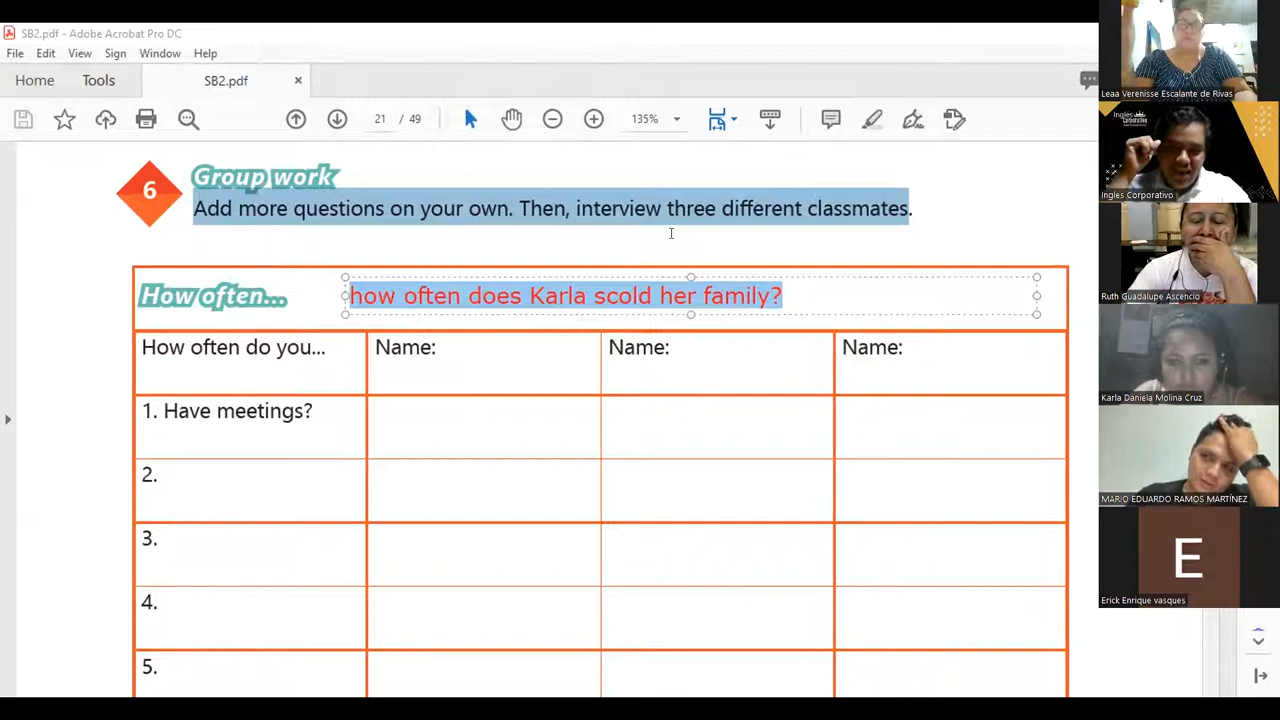 SB2.pdf - Adobe Acrobat Pro DC
File Edit View Sign Window Help
Home Tools SB2.pdf ×
21 / 49 135%
6 Group work
Add more questions on your own. Then, interview three different classmates.
How often... how often does Karla scold her family?
How often do you... Name: Name: Name:
1. Have meetings?
2.
3.
4.
5.
Leaa Verenisse Escalante de Rivas
Inglés
Ingles Corporativo
Ruth Guadalupe Ascencio
Karla Daniela Molina Cruz
MARIO EDUARDO RAMOS MARTÍNEZ
E
Erick Enrique vasques